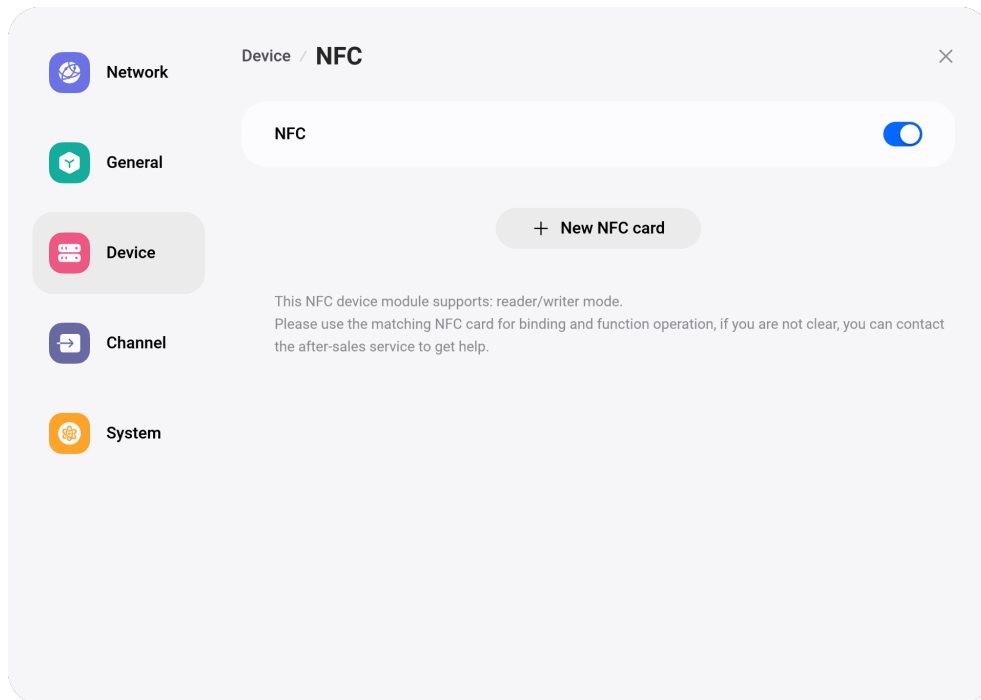 Network
General
Device
Channel
System
Device / NFC
NFC
+ New NFC card
This NFC device module supports: reader/writer mode.
Please use the matching NFC card for binding and function operation, if you are not clear, you can contact
the after-sales service to get help.